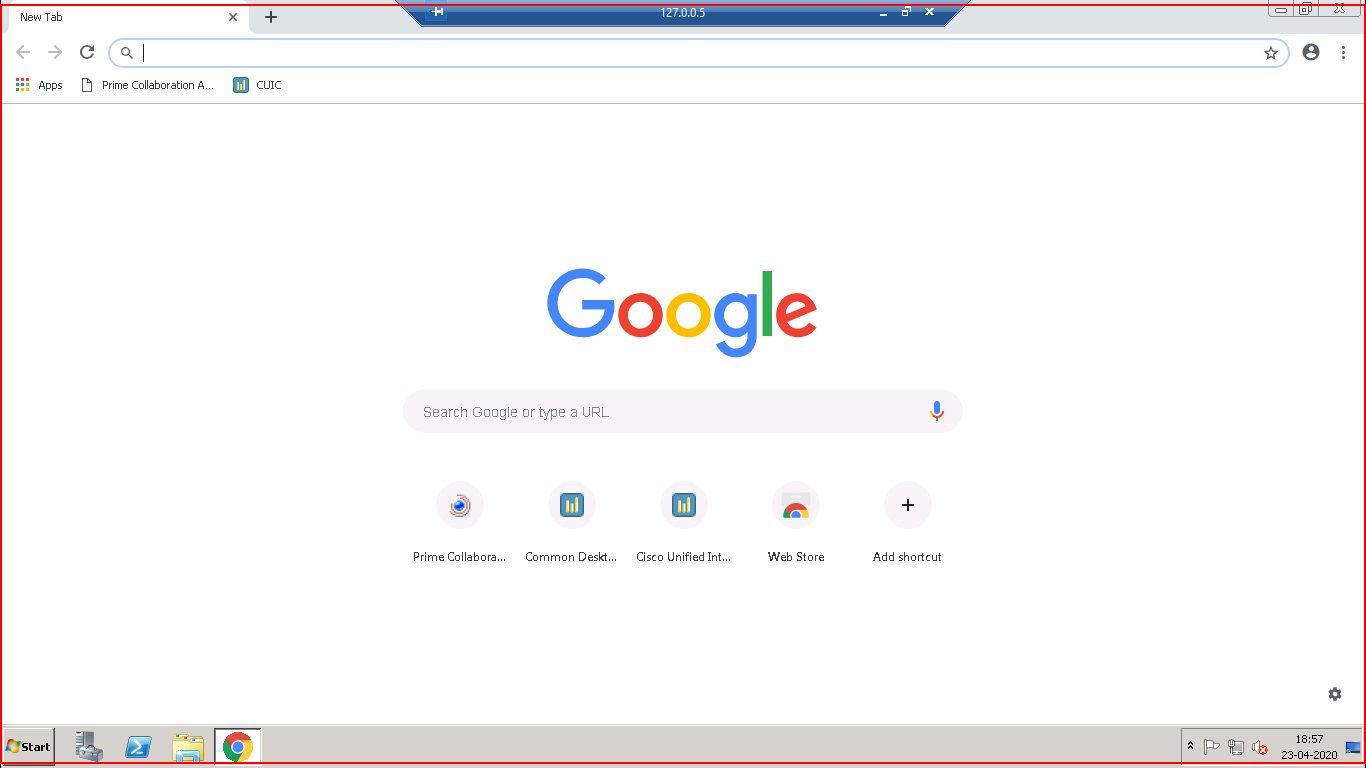 New Tab
127.0.0.5
Apps
Prime Collaboration A...
CUIC
Google
Search Google or type a URL
Prime Collabora...
Common Deskt...
Cisco Unified Int...
Web Store
Add shortcut
Start
18:57
23-04-2020